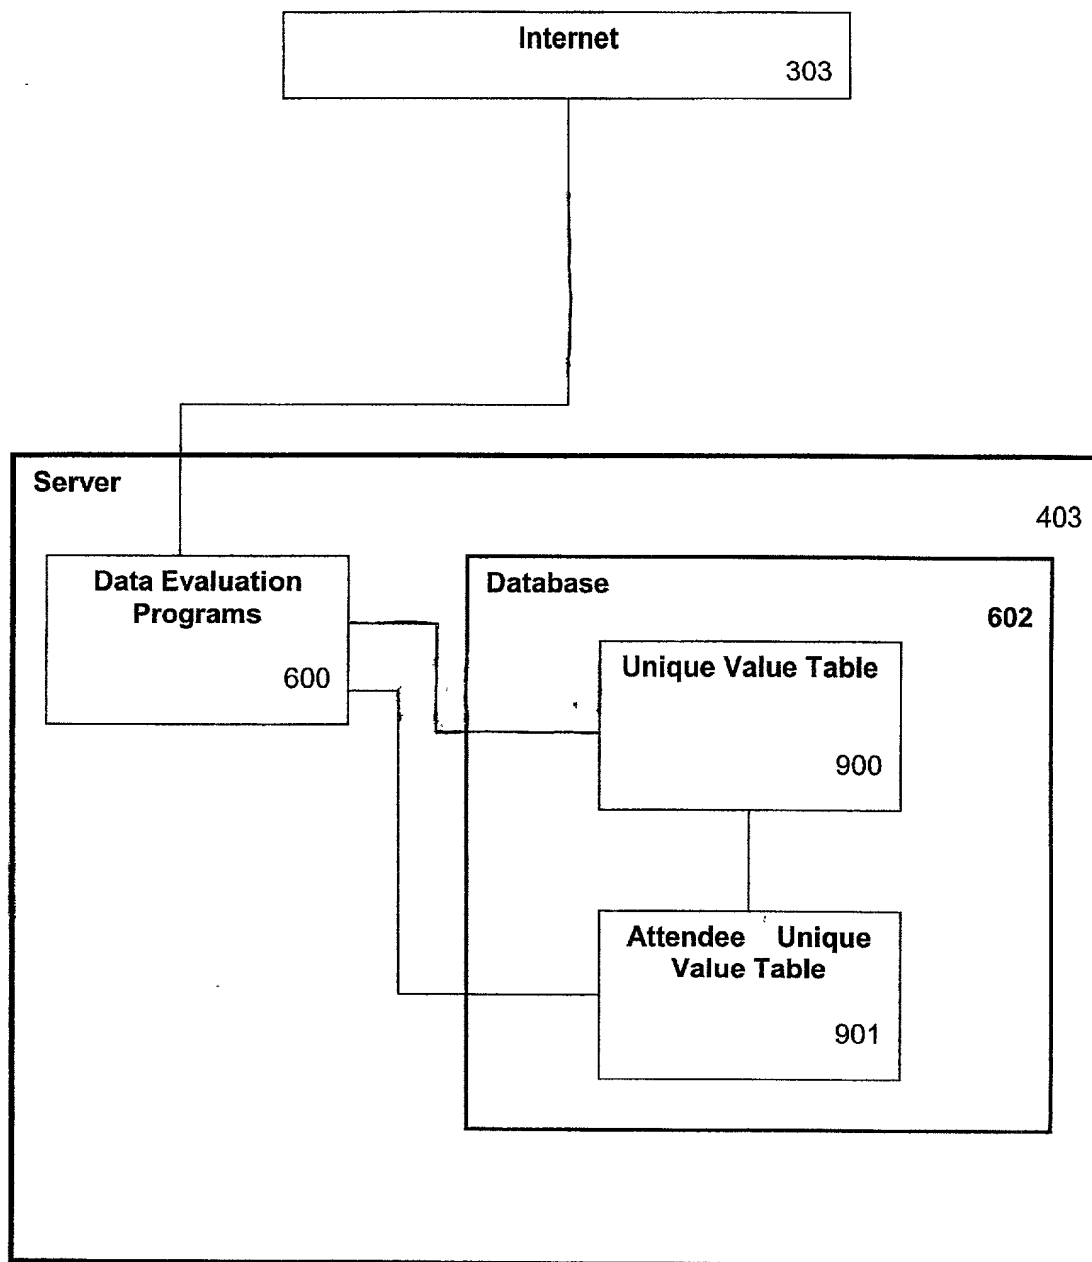 Internet
303
Server
403
Data Evaluation
Programs
600
Database
602
Unique Value Table
900
Attendee Unique
Value Table
901